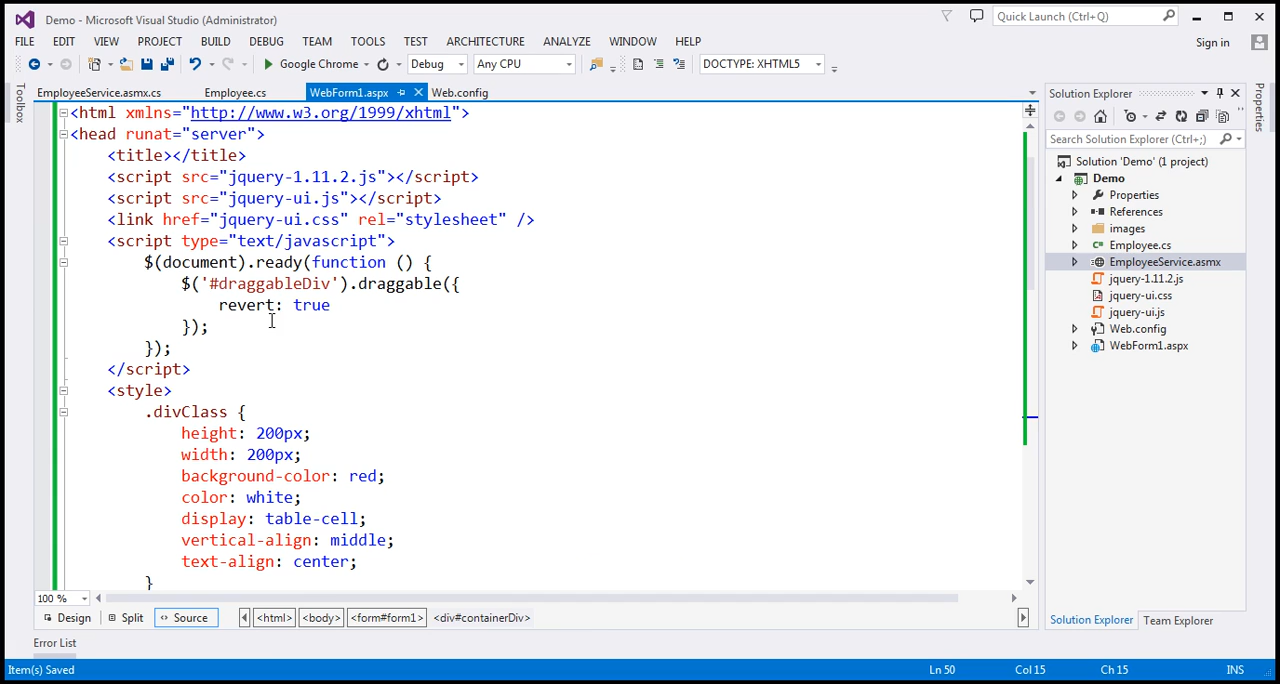 Demo - Microsoft Visual Studio (Administrator)
Quick Launch (Ctrl+Q)
FILE EDIT VIEW PROJECT BUILD DEBUG TEAM TOOLS TEST ARCHITECTURE ANALYZE WINDOW HELP
Sign in
Google Chrome Debug Any CPU DOCTYPE: XHTML5
Toolbox
EmployeeService.asmx.cs Employee.cs WebForm1.aspx Web.config
<html xmlns="http://www.w3.org/1999/xhtml">
<head runat="server">
<title></title>
<script src="jquery-1.11.2.js"></script>
<script src="jquery-ui.js"></script>
<link href="jquery-ui.css" rel="stylesheet" />
<script type="text/javascript">
$(document).ready(function () {
$('#draggableDiv').draggable({
revert: true
});
});
</script>
<style>
.divClass {
height: 200px;
width: 200px;
background-color: red;
color: white;
display: table-cell;
vertical-align: middle;
text-align: center;
}
100 %
Design Split Source <html> <body> <form#form1> <div#containerDiv>
Solution Explorer
Search Solution Explorer (Ctrl+;)
Solution 'Demo' (1 project)
Demo
Properties
References
images
Employee.cs
EmployeeService.asmx
jquery-1.11.2.js
jquery-ui.css
jquery-ui.js
Web.config
WebForm1.aspx
Solution Explorer Team Explorer
Properties
Error List
Item(s) Saved Ln 50 Col 15 Ch 15 INS